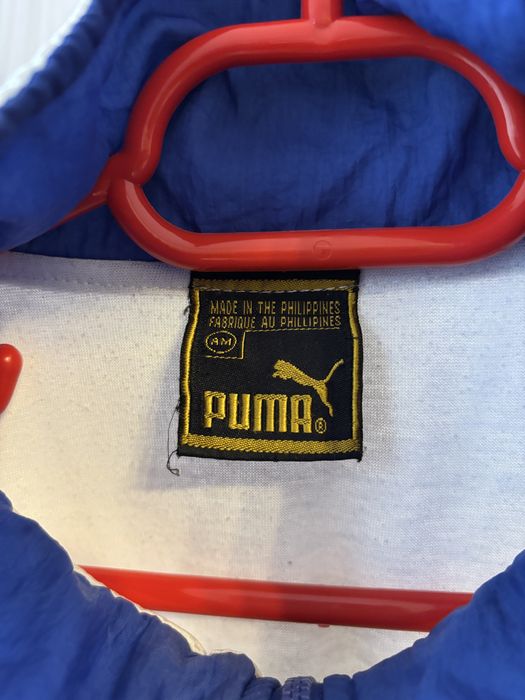 MADE IN THE PHILIPPINES
FABRIQUE AU PHILLIPINES
AM
PUMA®